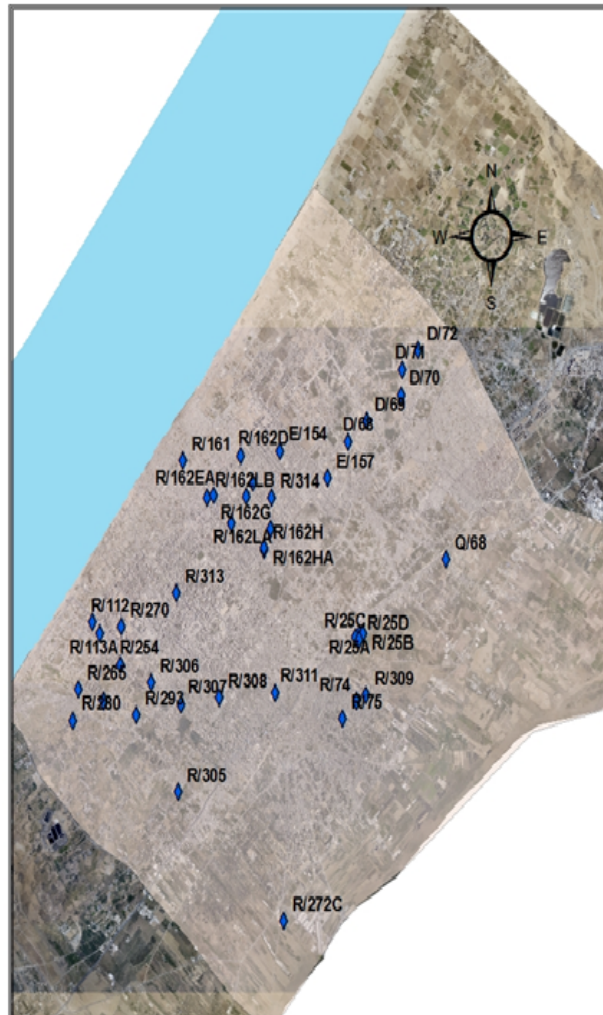 N
W
E
S
D/72
D/71
D/70
D/69
D/68
E/154
R/162D
R/161
E/157
R/162EA
R/162LB
R/314
R/162G
R/162LA
R/162H
R/162HA
Q/68
R/313
R/112
R/270
R/25C
R/25D
R/113A
R/254
R/25A
R/25B
R/265
R/306
R/280
R/293
R/307
R/308
R/311
R/74
R/309
R/75
R/305
R/272C